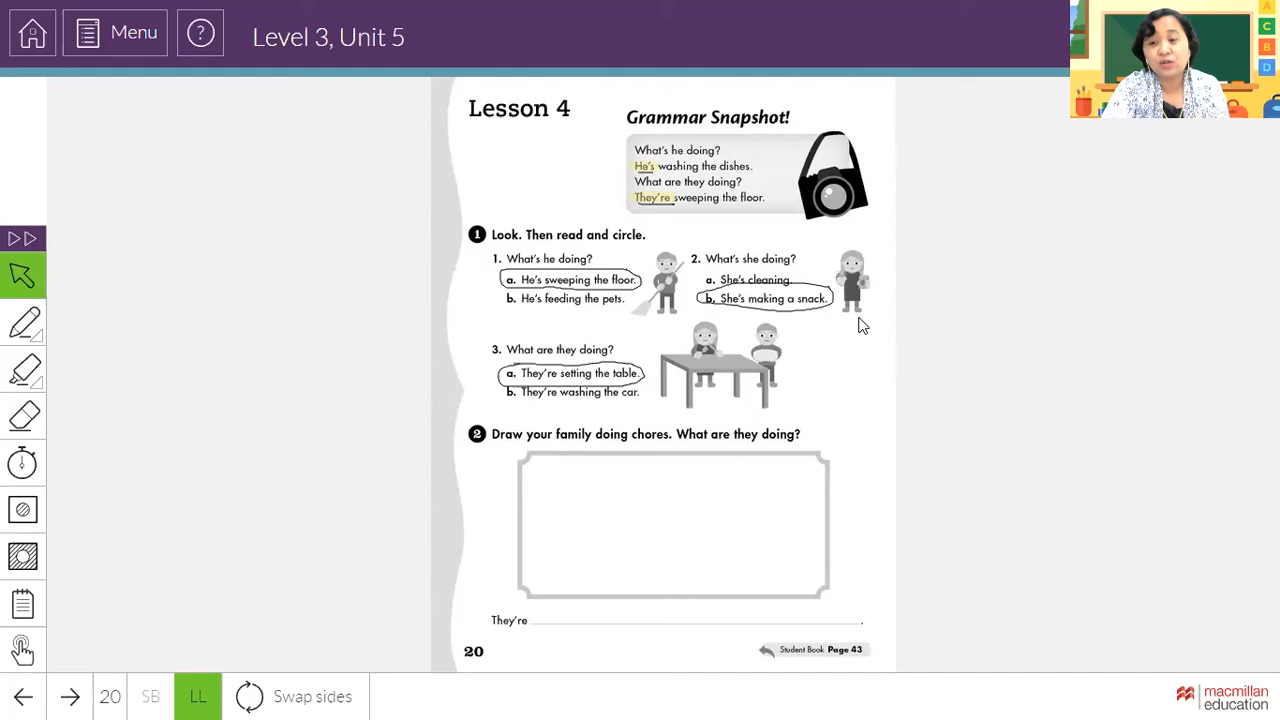 Menu
?
Level 3, Unit 5
A
C
B
D
Lesson 4
Grammar Snapshot!
What's he doing?
He's washing the dishes.
What are they doing?
They're sweeping the floor.
1 Look. Then read and circle.
1. What's he doing?
a. He's sweeping the floor.
b. He's feeding the pets.
2. What's she doing?
a. She's cleaning.
b. She's making a snack.
3. What are they doing?
a. They're setting the table.
b. They're washing the car.
2 Draw your family doing chores. What are they doing?
They're .
20
Student Book Page 43
20
SB
LL
Swap sides
macmillan
education